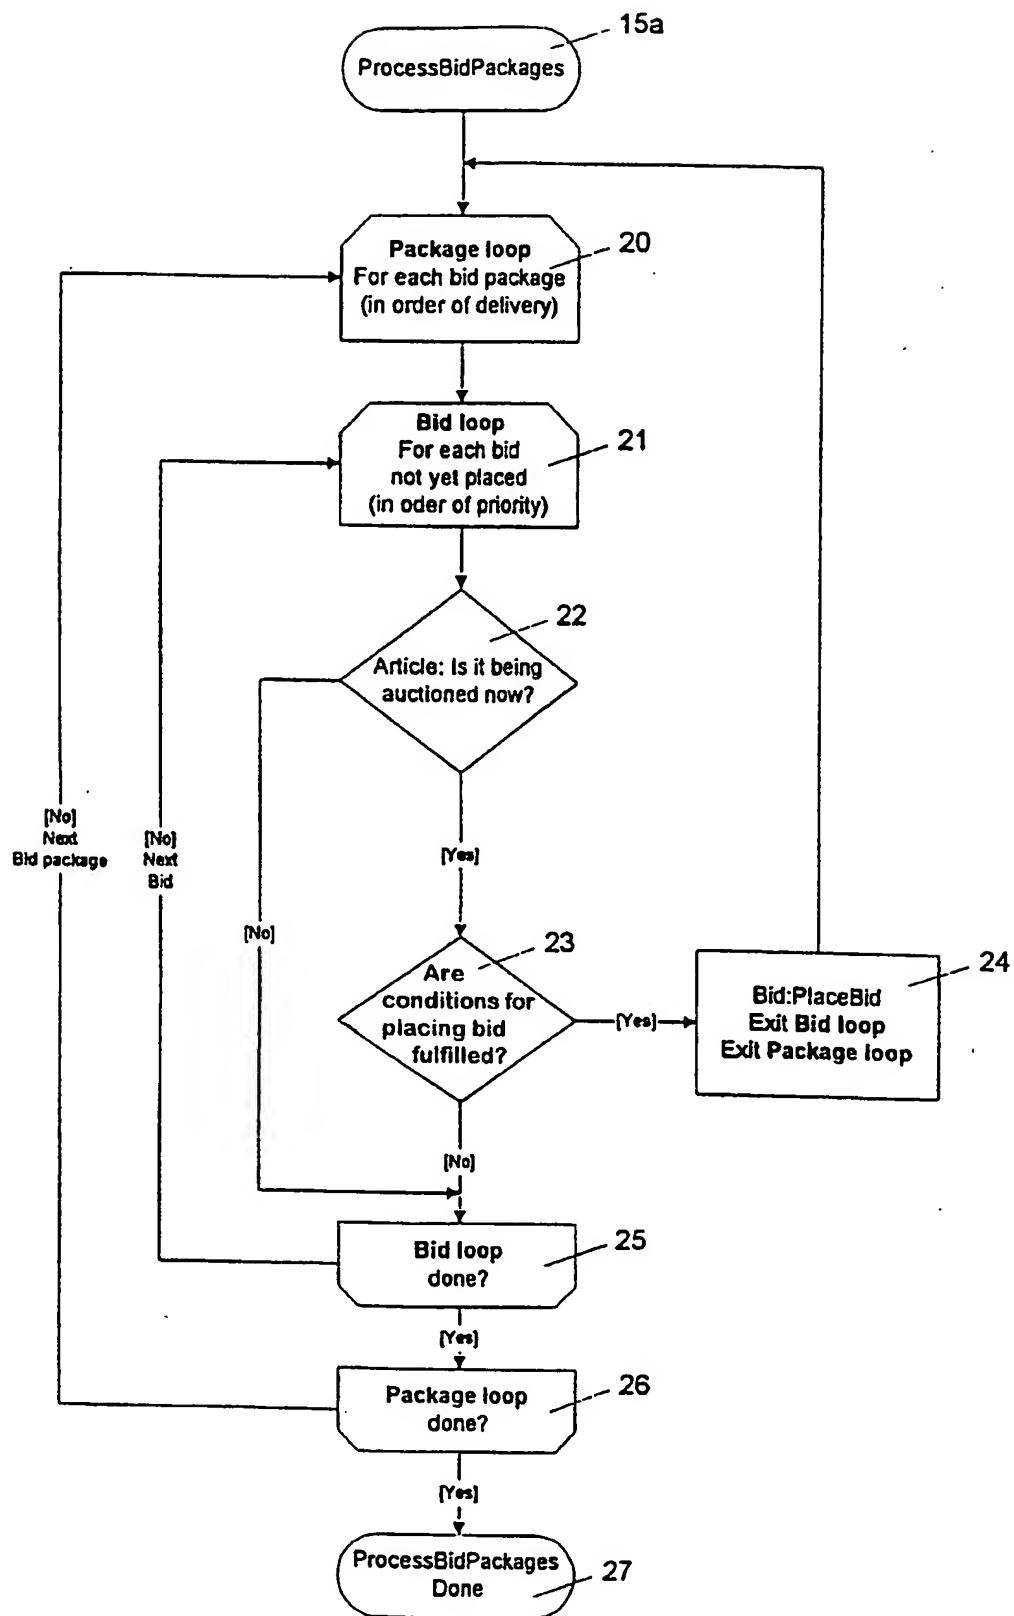 15a
ProcessBidPackages
20
Package loop
For each bid package
(in order of delivery)
21
Bid loop
For each bid
not yet placed
(in oder of priority)
22
Article: Is it being
auctioned now?
[No]
Next
Bid package
[No]
Next
Bid
[Yes]
[No]
23
Are
conditions for
placing bid
fulfilled?
[Yes]
24
Bid:PlaceBid
Exit Bid loop
Exit Package loop
[No]
25
Bid loop
done?
[Yes]
26
Package loop
done?
[Yes]
ProcessBidPackages
Done
27